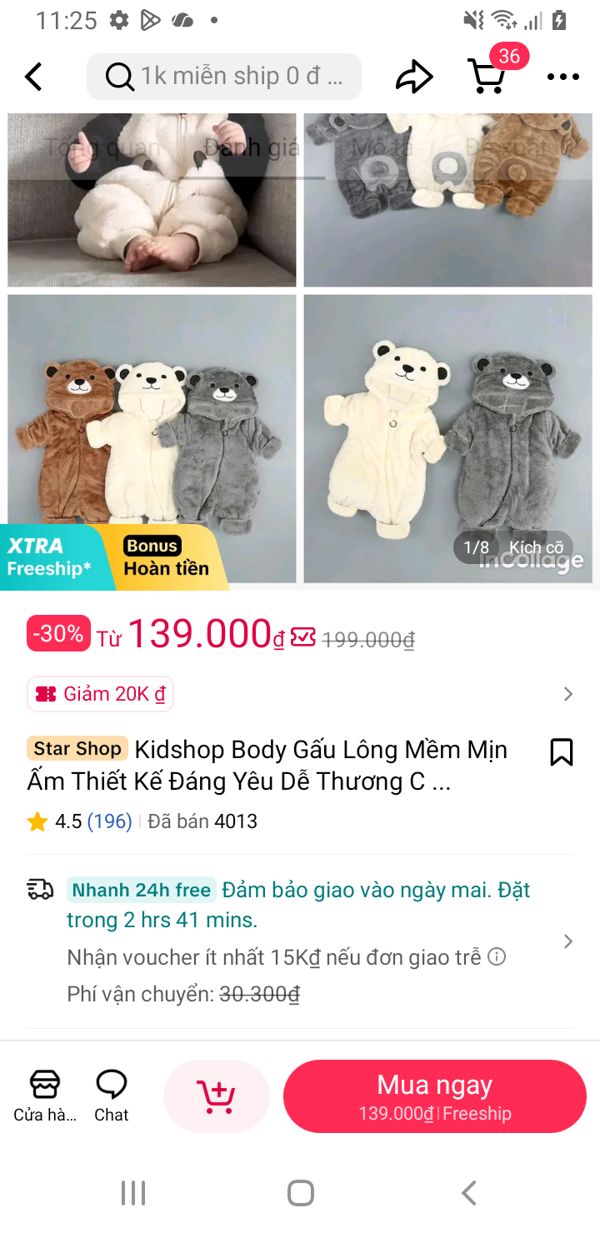 11:25
36
1k miễn ship 0 đ ...
Tổng quan Đánh giá Mô tả Đề xuất
XTRA
Freeship*
Bonus
Hoàn tiền
1/8 Kích cỡ
InCollage
-30% Từ 139.000₫ 199.000₫
Giảm 20K ₫
Star Shop Kidshop Body Gấu Lông Mềm Mịn
Ấm Thiết Kế Đáng Yêu Dễ Thương C ...
4.5 (196) Đã bán 4013
Nhanh 24h free Đảm bảo giao vào ngày mai. Đặt
trong 2 hrs 41 mins.
Nhận voucher ít nhất 15K₫ nếu đơn giao trễ
Phí vận chuyển: 30.300₫
Mua ngay
139.000₫ Freeship
Cửa hà... Chat